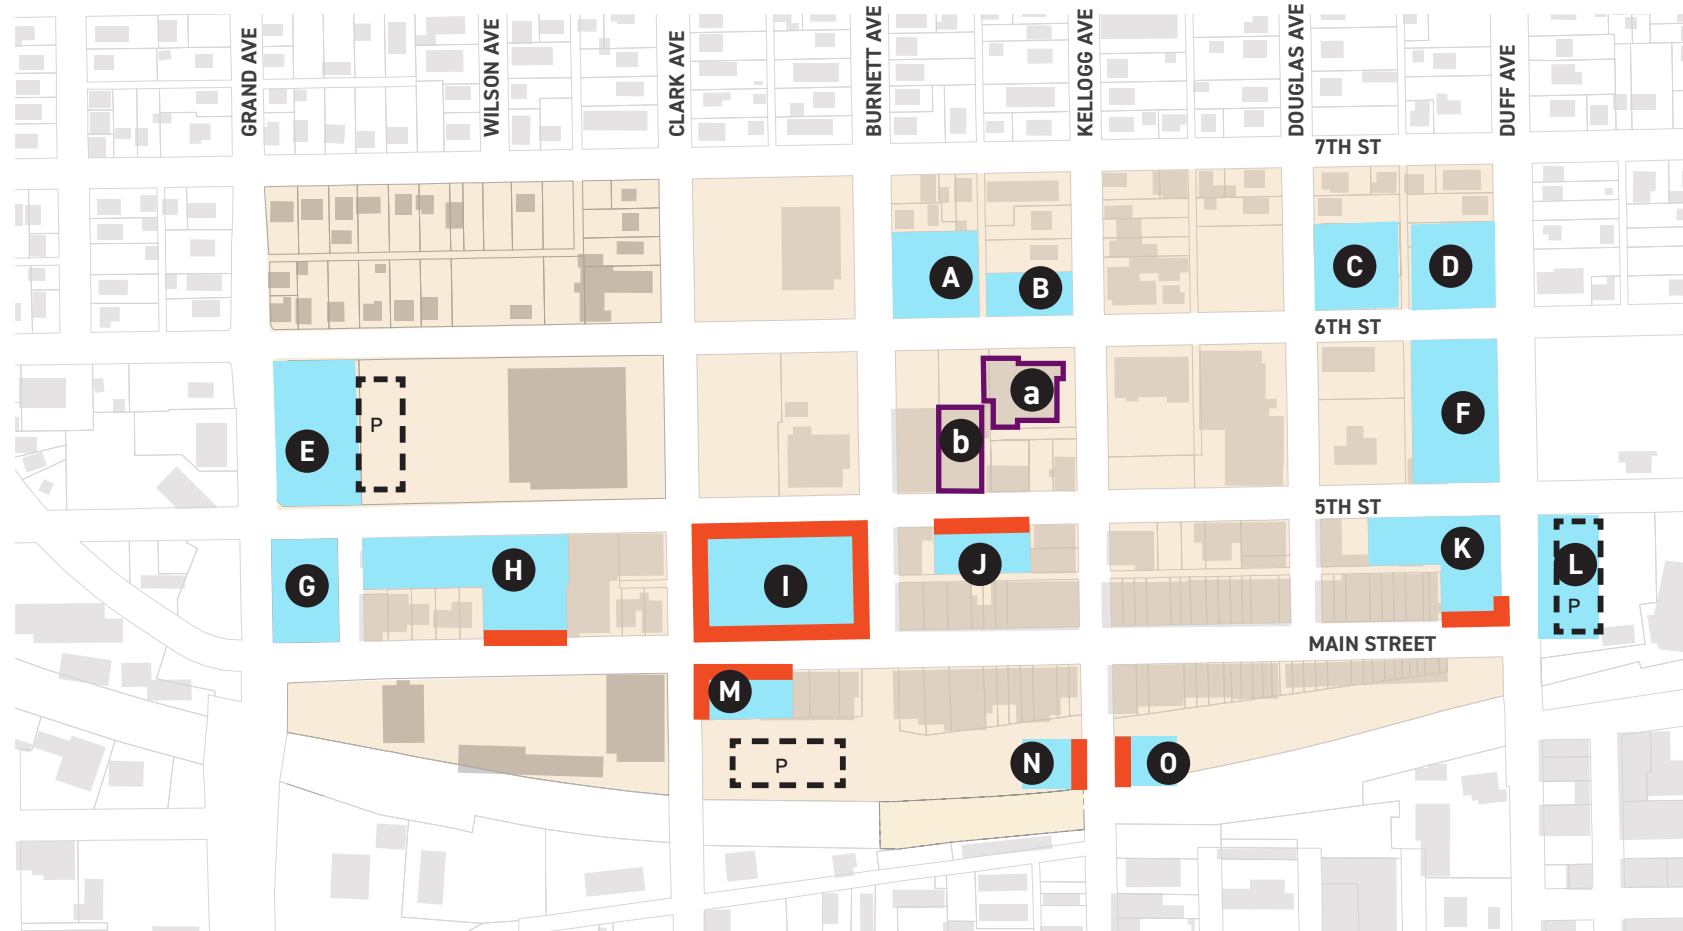 GRAND AVE
WILSON AVE
CLARK AVE
BURNETT AVE
KELLOGG AVE
DOUGLAS AVE
DUFF AVE
7TH ST
A
B
C
D
6TH ST
E
P
a
b
F
5TH ST
G
H
I
J
K
L
P
MAIN STREET
M
N
O
P